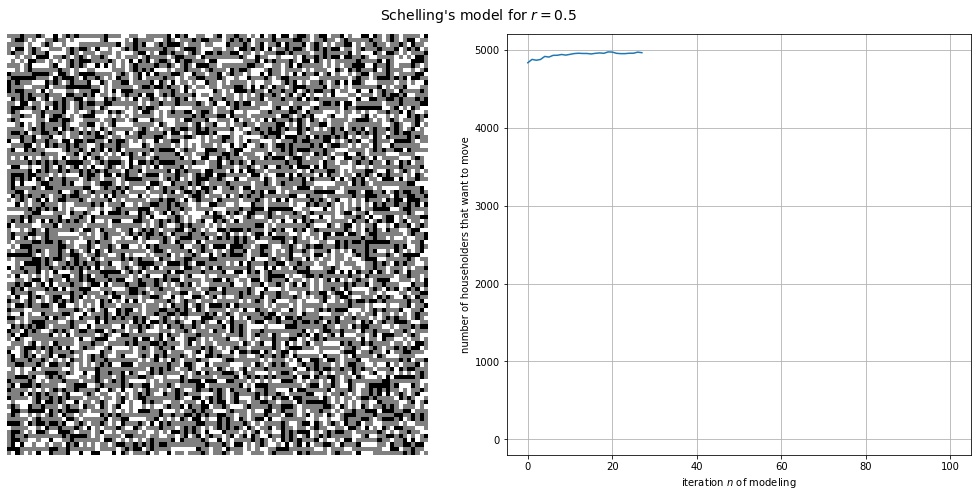 Schelling's model for r = 0.5
number of householders that want to move
5000
4000
3000
2000
1000
0
0 20 40 60 80 100
iteration n of modeling